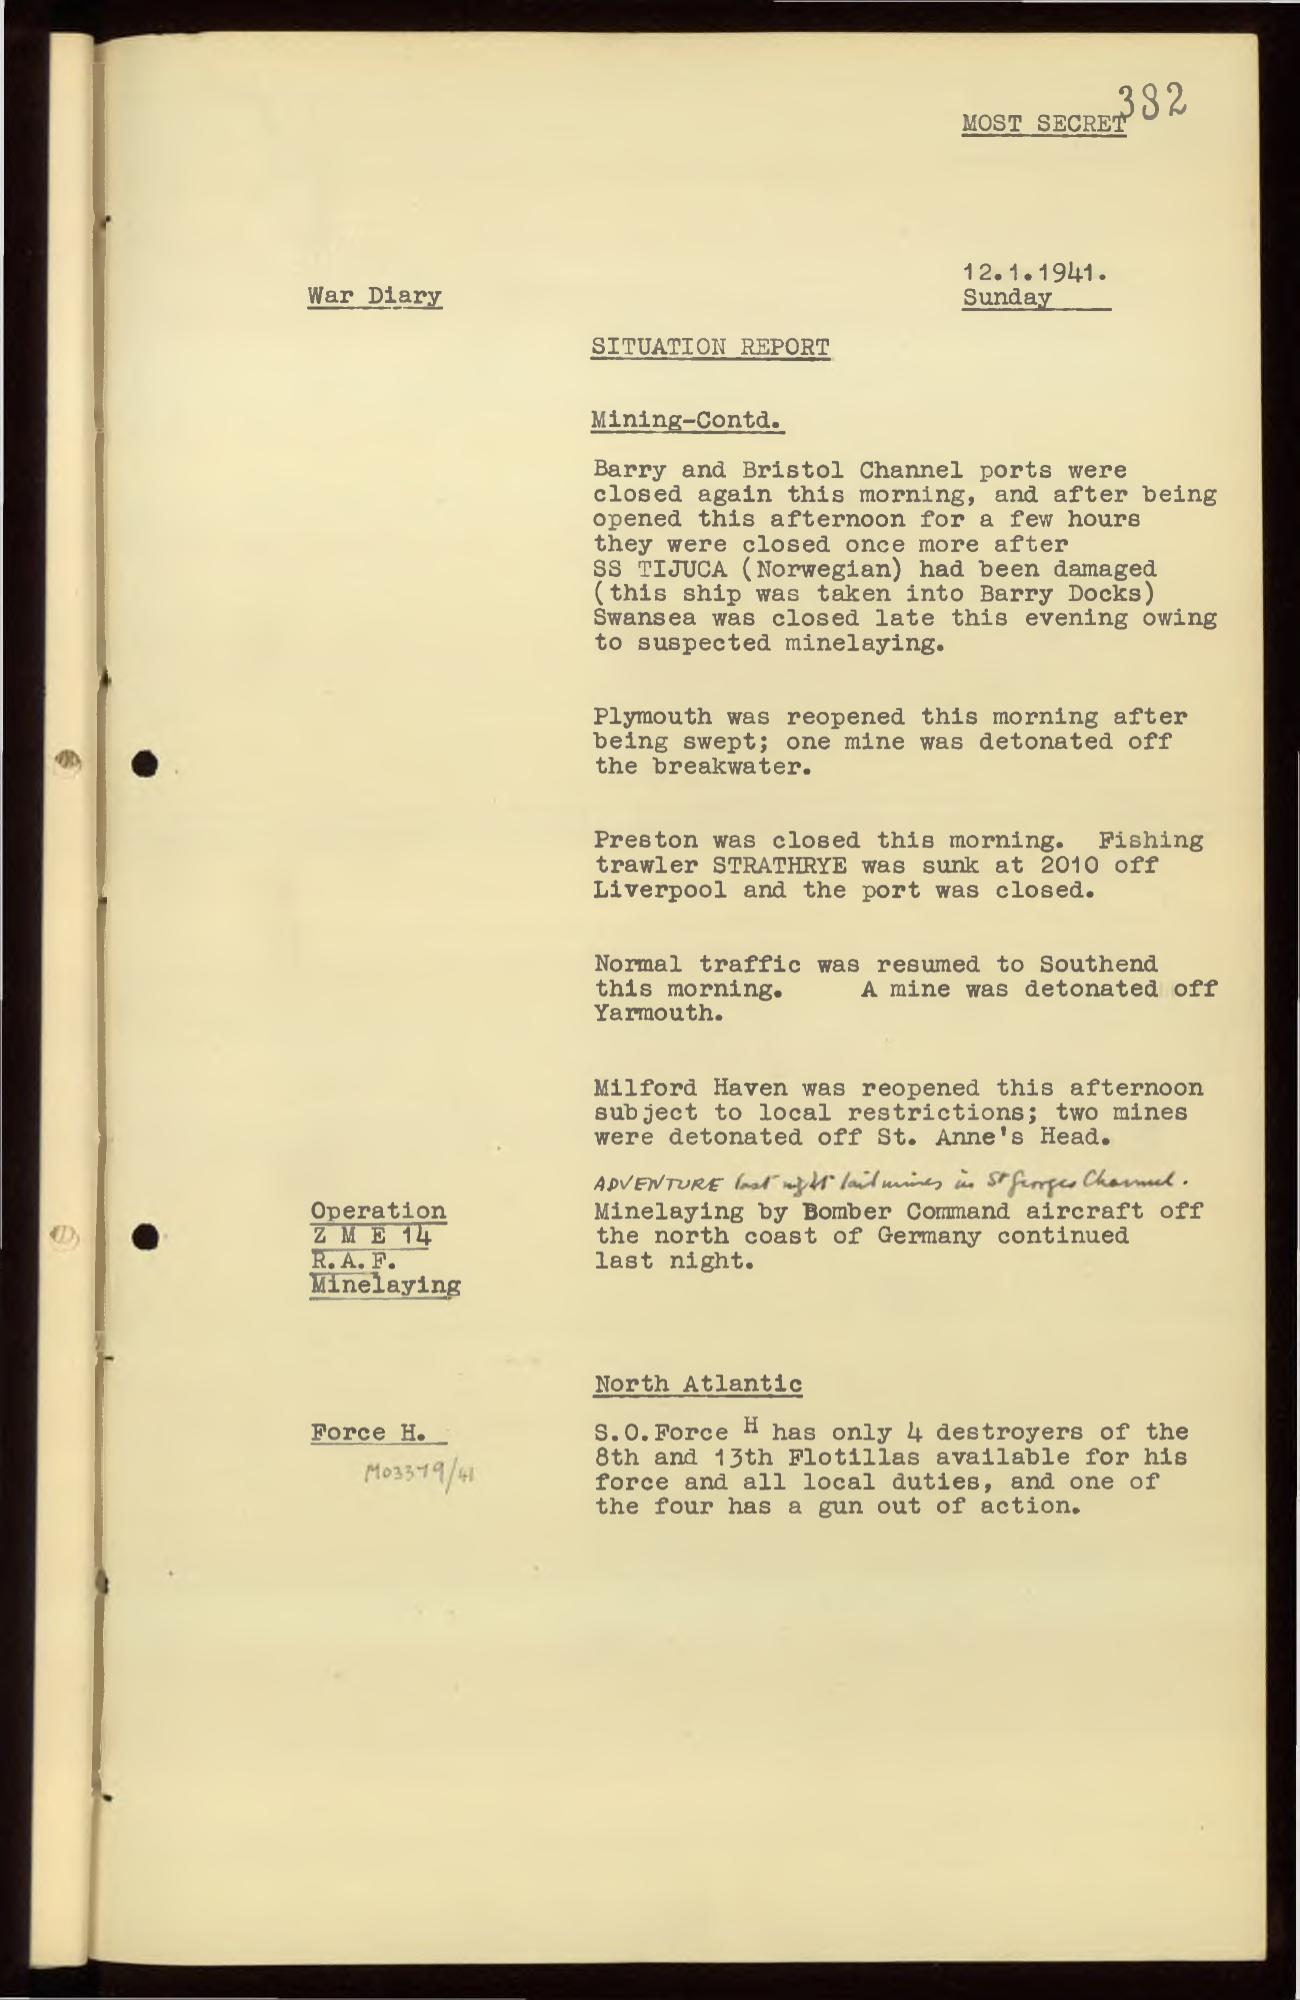 382
MOST SECRET
12.1.1941.
War Diary
Sunday
SITUATION REPORT
Mining-Contd.
Barry and Bristol Channel ports were
closed again this morning, and after being
opened this afternoon for a few hours
they were closed once more after
SS TIJUCA (Norwegian) had been damaged
(this ship was taken into Barry Docks)
Swansea was closed late this evening owing
to suspected minelaying.
Plymouth was reopened this morning after
being swept; one mine was detonated off
the breakwater.
Preston was closed this morning. Fishing
trawler STRATHRYE was sunk at 2010 off
Liverpool and the port was closed.
Normal traffic was resumed to Southend
this morning. A mine was detonated off
Yarmouth.
Milford Haven was reopened this afternoon
subject to local restrictions; two mines
were detonated off St. Anne's Head.
ADVENTURE last night laid mines in St Georges Channel.
Operation
Z M E 14
R.A.F.
Minelaying
Minelaying by Bomber Command aircraft off
the north coast of Germany continued
last night.
North Atlantic
Force H.
M03379/41
S.O.Force H has only 4 destroyers of the
8th and 13th Flotillas available for his
force and all local duties, and one of
the four has a gun out of action.